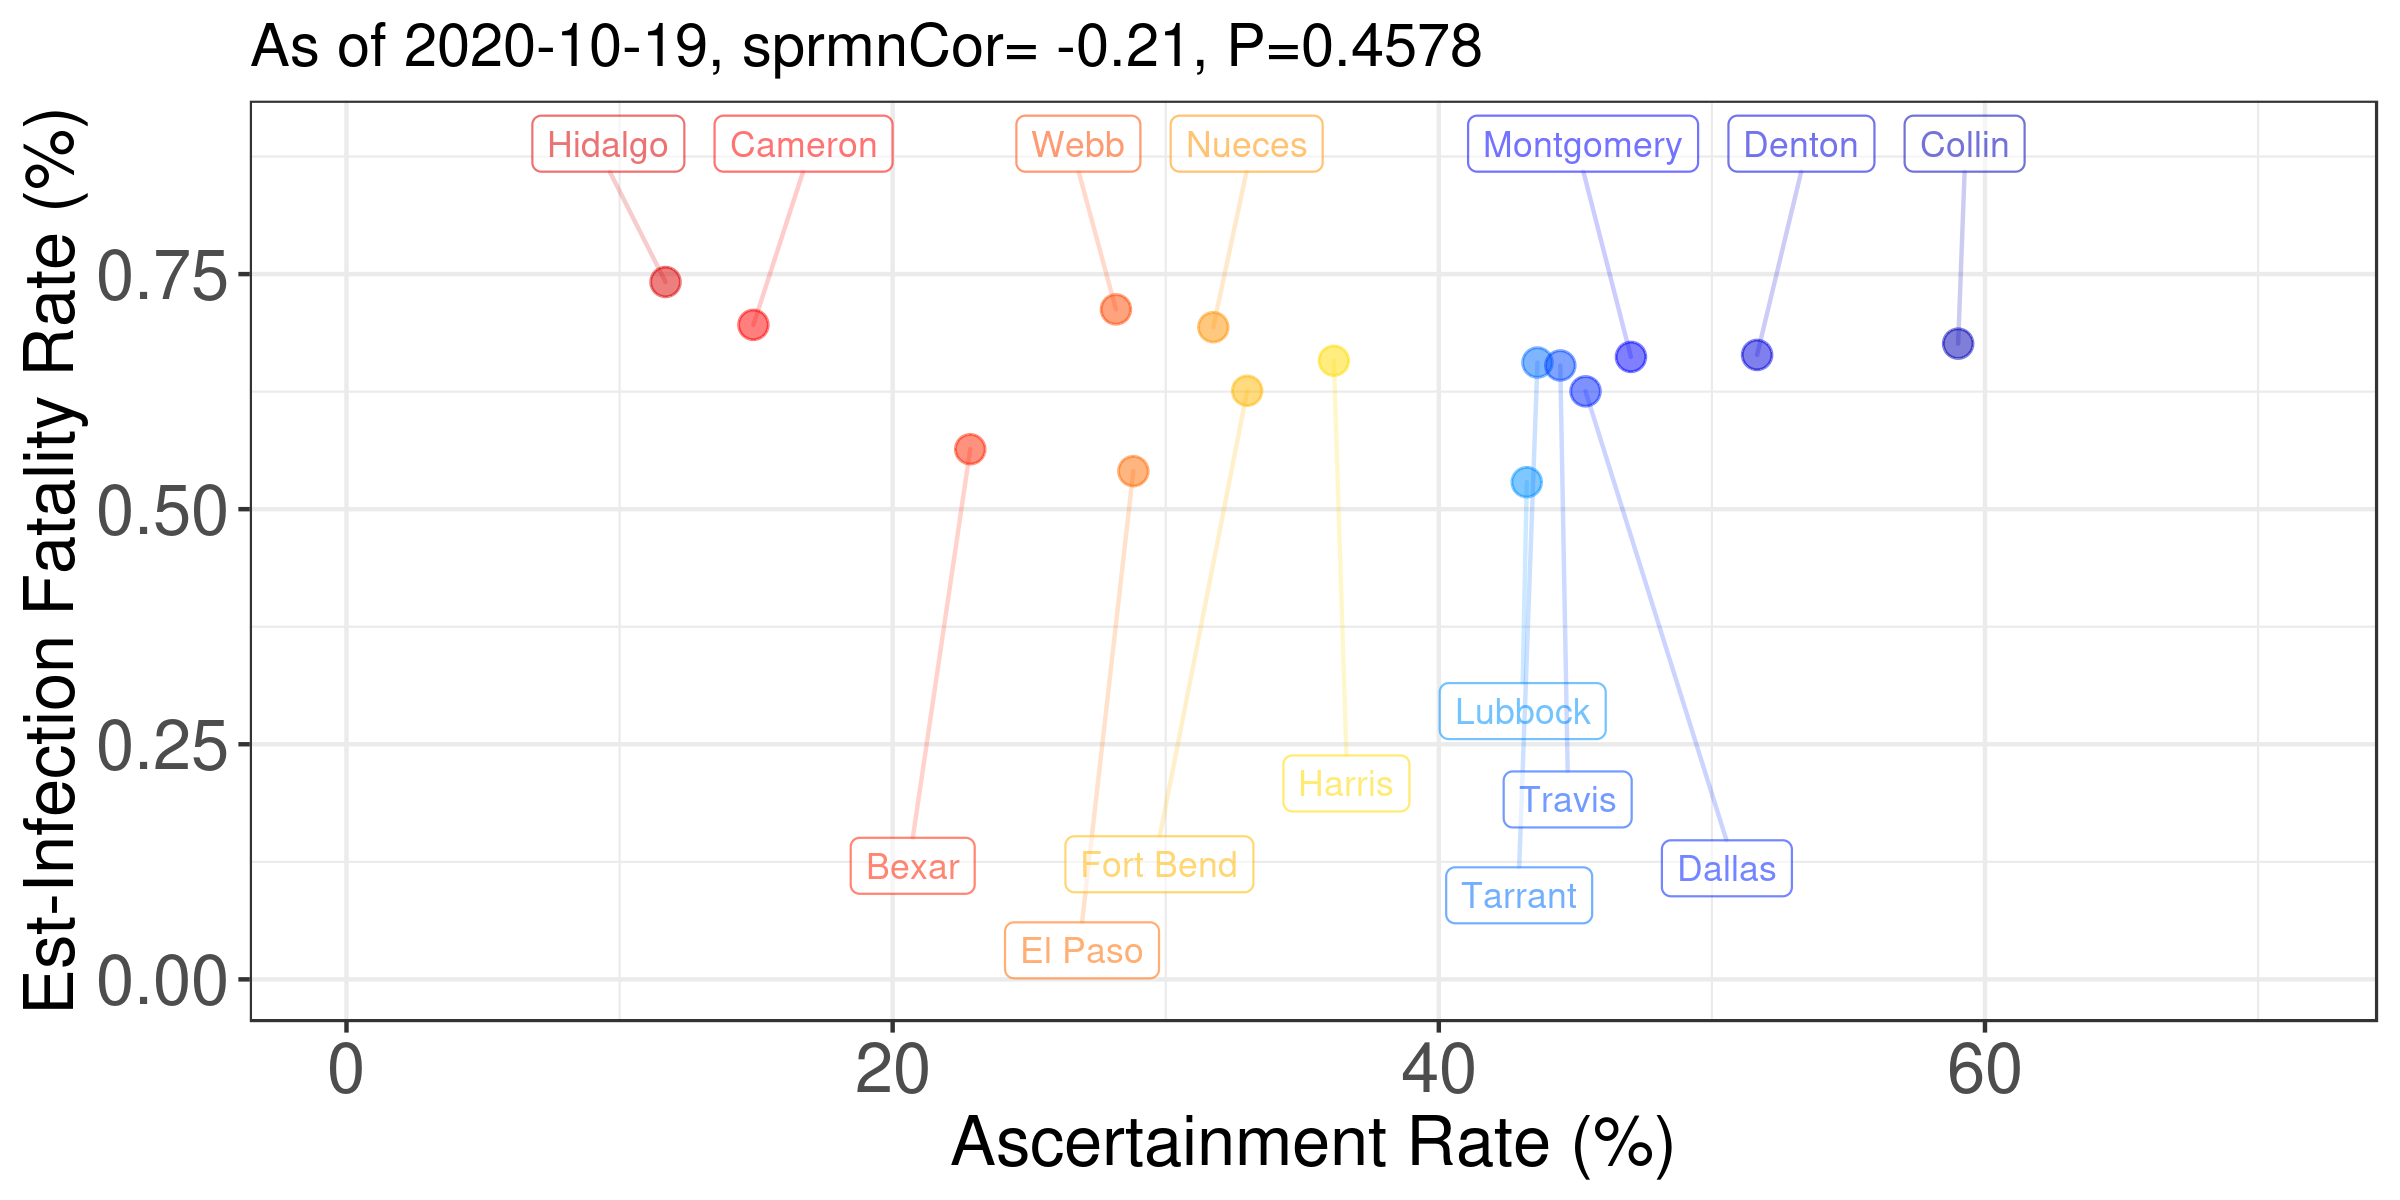 As of 2020-10-19, sprmnCor= -0.21, P=0.4578
Est-Infection Fatality Rate (%)
Hidalgo
Cameron
Webb
Nueces
Montgomery
Denton
Collin
0.75
0.50
0.25
0.00
Lubbock
Harris
Travis
Bexar
Fort Bend
Dallas
Tarrant
El Paso
0
20
40
60
Ascertainment Rate (%)